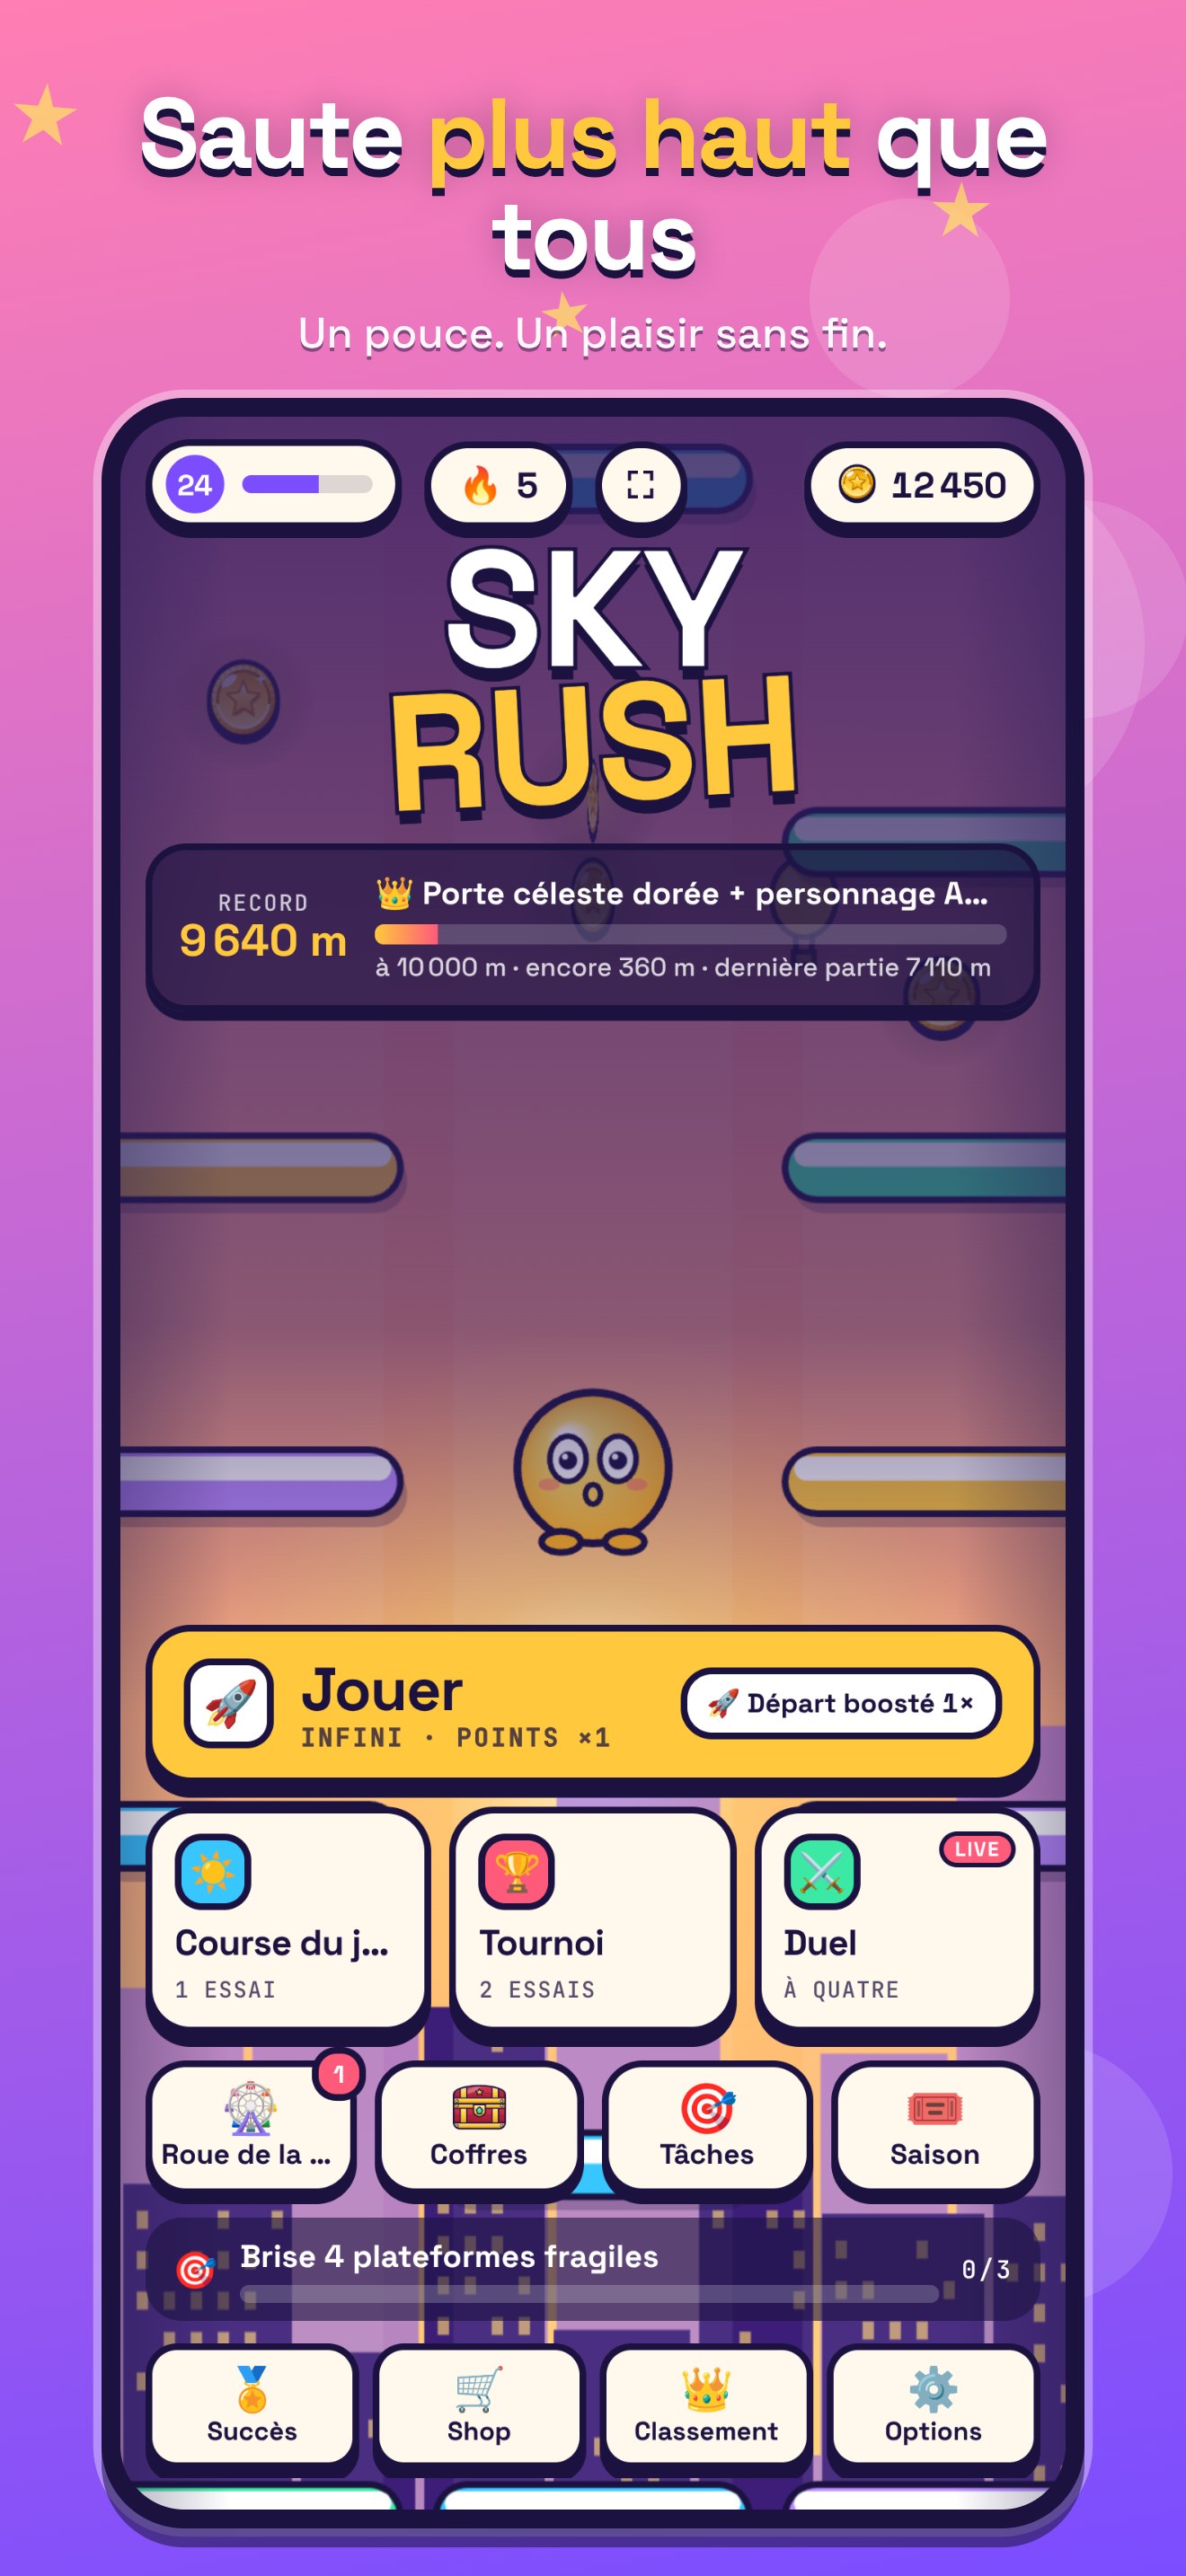 Saute plus haut que
tous
Un pouce. Un plaisir sans fin.
24
5
12 450
SKY
RUSH
RECORD
9 640 m
Porte céleste dorée + personnage A...
à 10 000 m · encore 360 m · dernière partie 7 110 m
Jouer
INFINI · POINTS ×1
Départ boosté 1×
Course du j...
1 ESSAI
Tournoi
2 ESSAIS
LIVE
Duel
À QUATRE
1
Roue de la ...
Coffres
Tâches
Saison
Brise 4 plateformes fragiles
0/3
Succès
Shop
Classement
Options